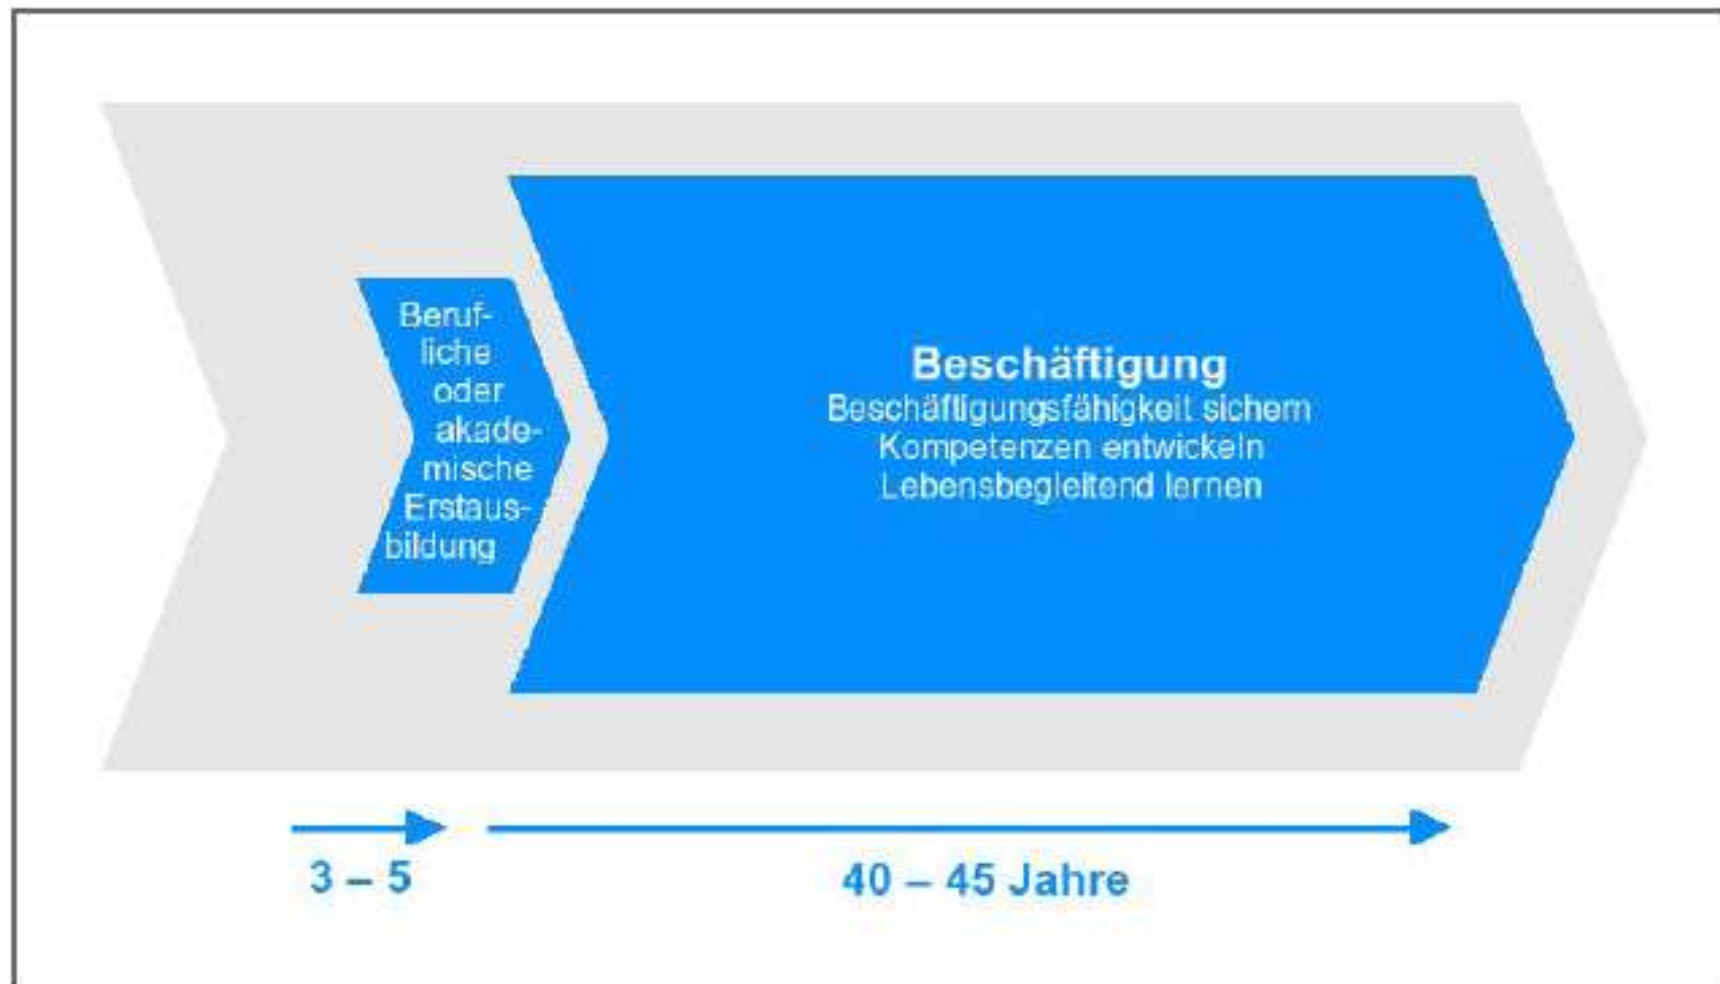 Beruf-
liche
oder
akade-
mische
Erstaus-
bildung
Beschäftigung
Beschäftigungsfähigkeit sichern
Kompetenzen entwickeln
Lebensbegleitend lernen
3 – 5
40 – 45 Jahre